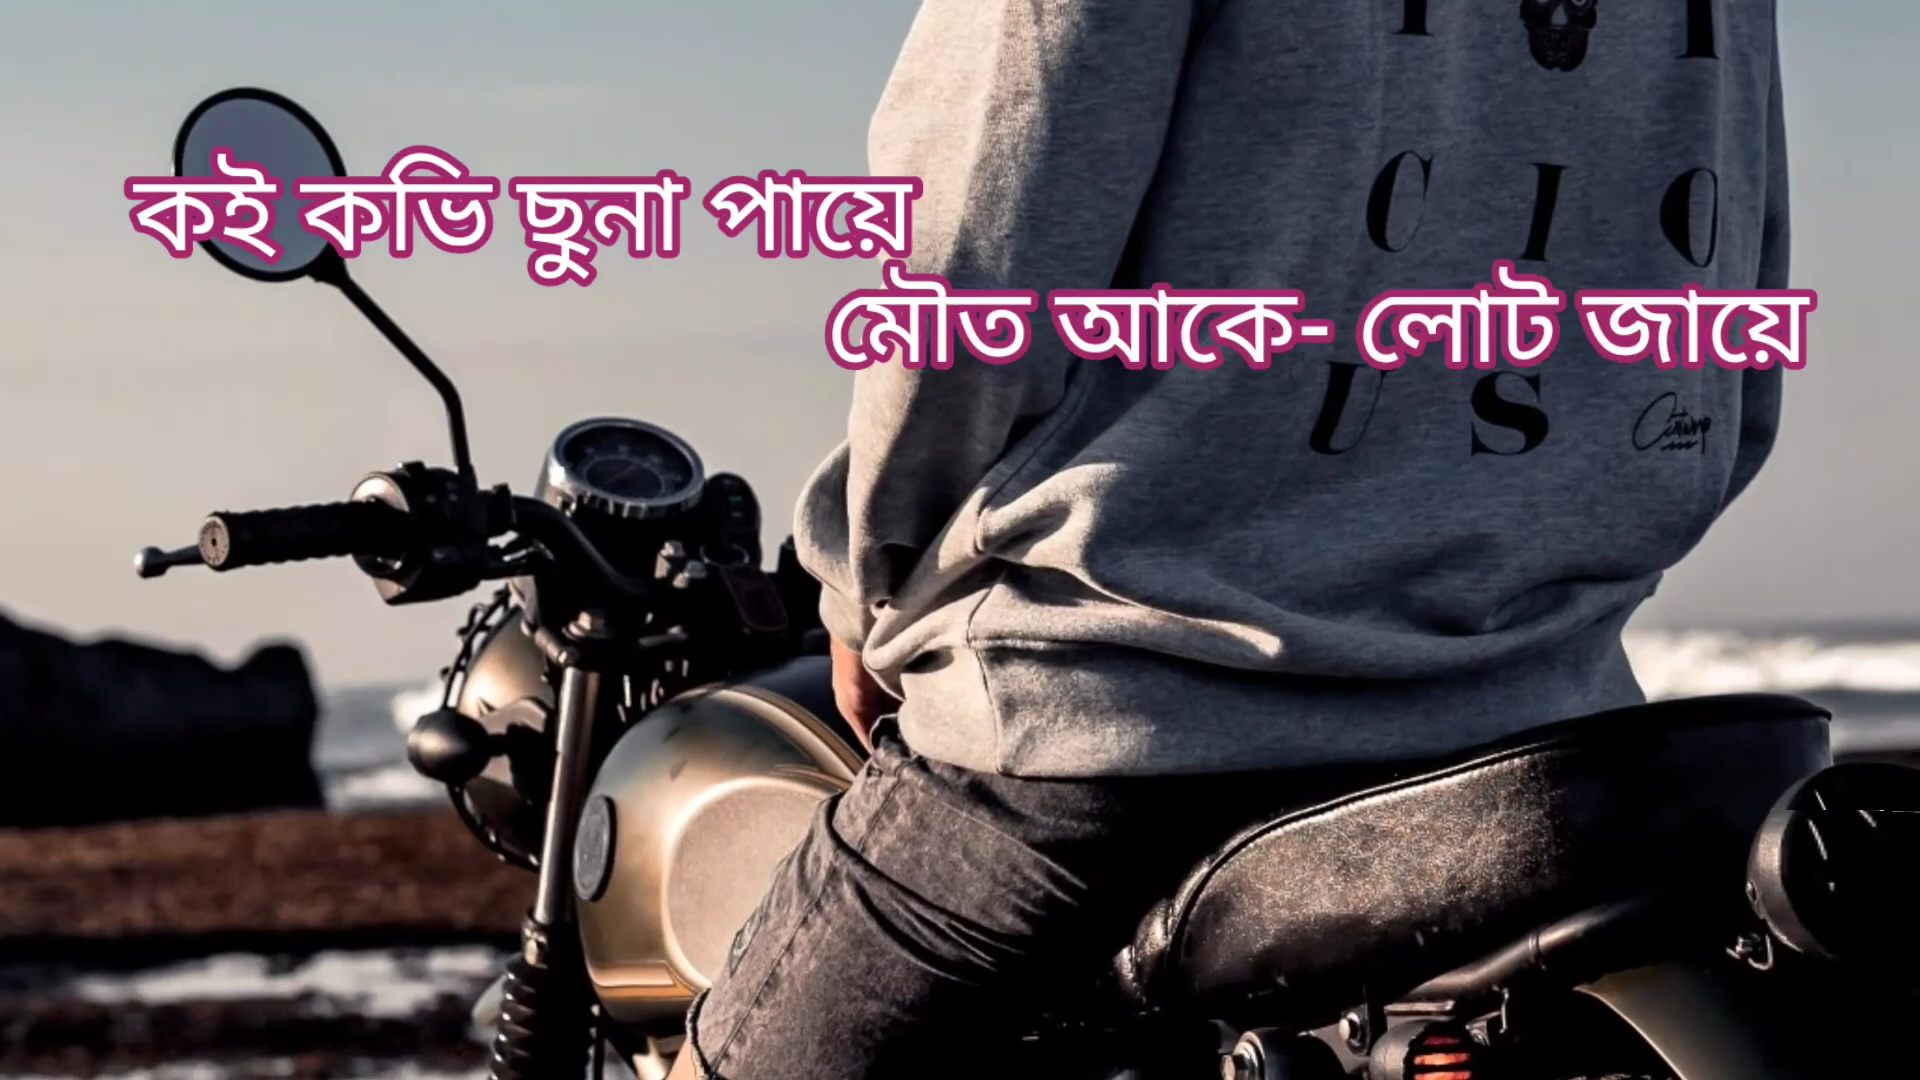 কই কভি ছুনা পায়ে
মৌত আকে- লোট জায়ে
C I O
U S